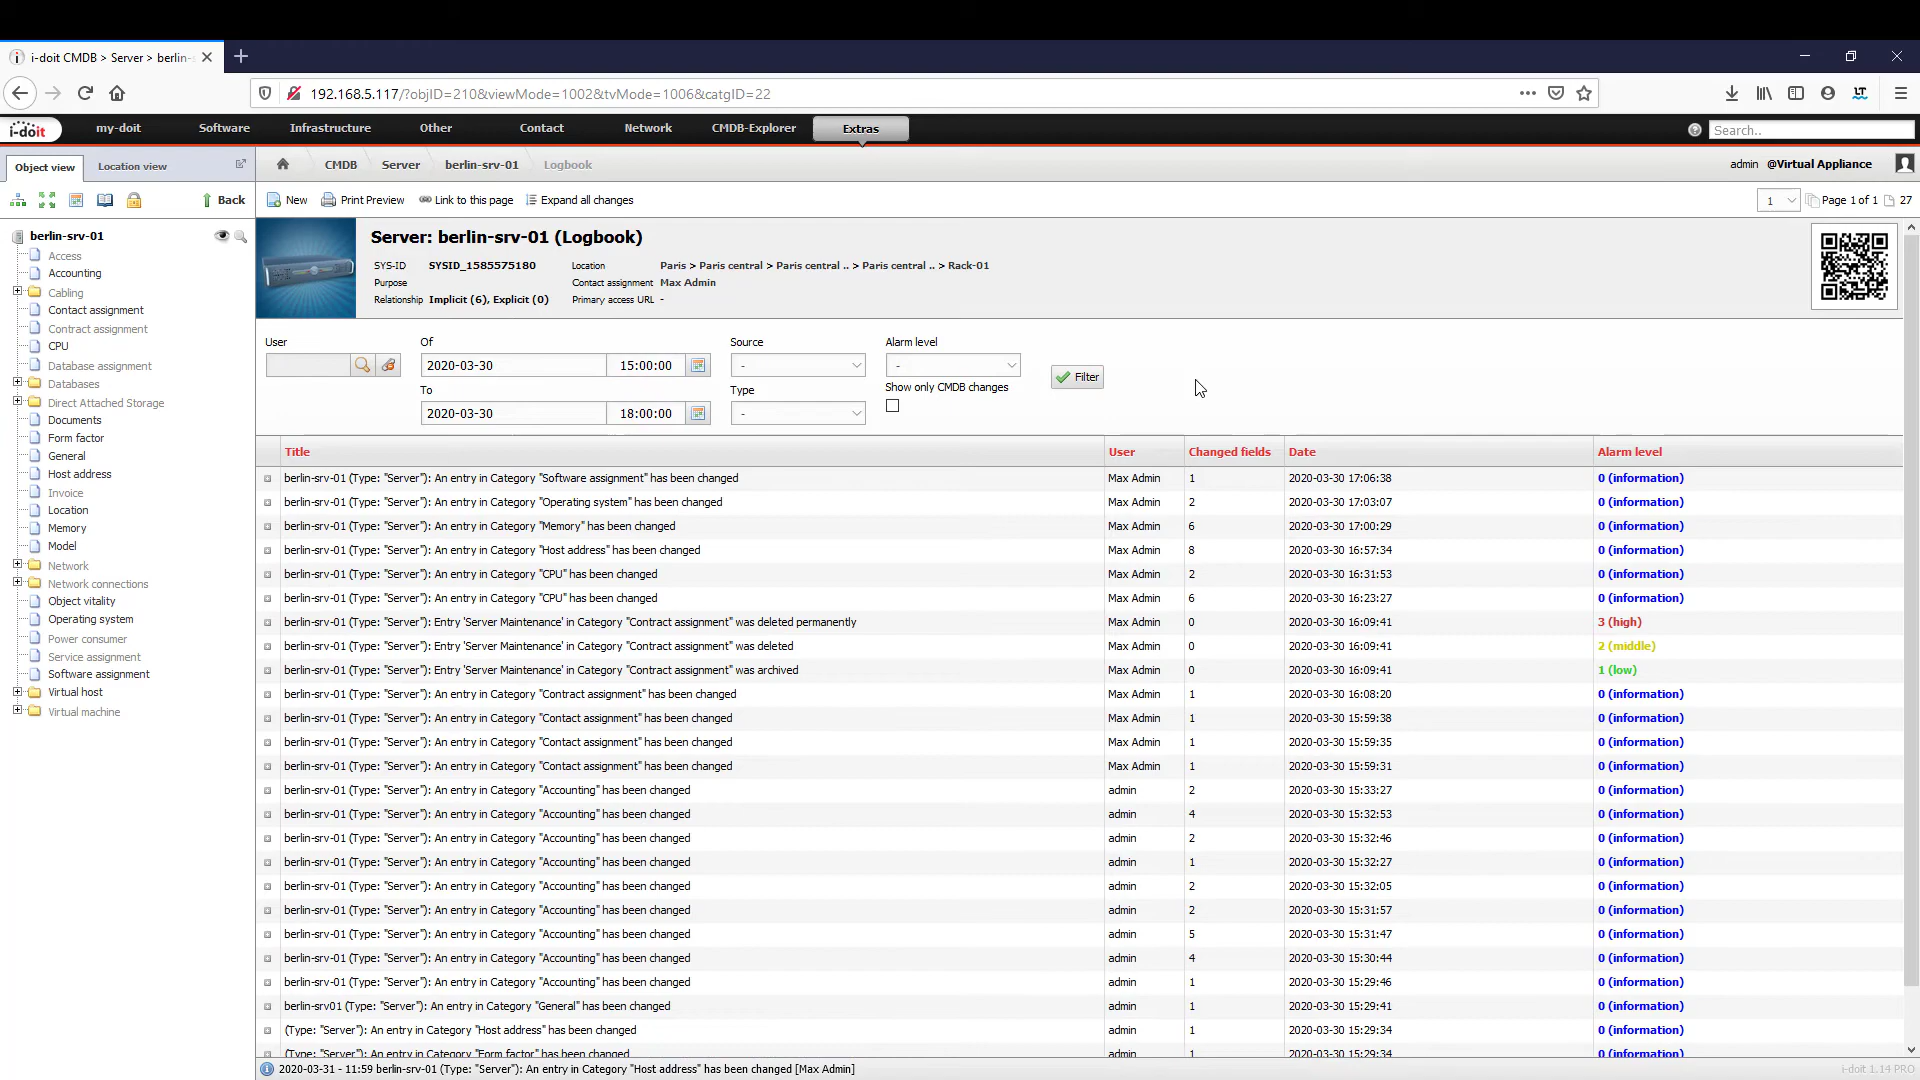 i-doit CMDB > Server > berlin-s
192.168.5.117/?objID=210&viewMode=1002&tvMode=1006&catgID=22
i-doit my-doit Software Infrastructure Other Contact Network CMDB-Explorer Extras Search..
Object view Location view CMDB Server berlin-srv-01 Logbook admin @Virtual Appliance
Back New Print Preview Link to this page Expand all changes 1 Page 1 of 1 27
berlin-srv-01
Access
Accounting
Cabling
Contact assignment
Contract assignment
CPU
Database assignment
Databases
Direct Attached Storage
Documents
Form factor
General
Host address
Invoice
Location
Memory
Model
Network
Network connections
Object vitality
Operating system
Power consumer
Service assignment
Software assignment
Virtual host
Virtual machine
Server: berlin-srv-01 (Logbook)
SYS-ID SYSID_1585575180 Location Paris > Paris central > Paris central .. > Paris central .. > Rack-01
Purpose Contact assignment Max Admin
Relationship Implicit (6), Explicit (0) Primary access URL -
User Of Source Alarm level
2020-03-30 15:00:00 - -
Filter
To Type Show only CMDB changes
2020-03-30 18:00:00 -
Title User Changed fields Date Alarm level
berlin-srv-01 (Type: "Server"): An entry in Category "Software assignment" has been changed Max Admin 1 2020-03-30 17:06:38 0 (information)
berlin-srv-01 (Type: "Server"): An entry in Category "Operating system" has been changed Max Admin 2 2020-03-30 17:03:07 0 (information)
berlin-srv-01 (Type: "Server"): An entry in Category "Memory" has been changed Max Admin 6 2020-03-30 17:00:29 0 (information)
berlin-srv-01 (Type: "Server"): An entry in Category "Host address" has been changed Max Admin 8 2020-03-30 16:57:34 0 (information)
berlin-srv-01 (Type: "Server"): An entry in Category "CPU" has been changed Max Admin 2 2020-03-30 16:31:53 0 (information)
berlin-srv-01 (Type: "Server"): An entry in Category "CPU" has been changed Max Admin 6 2020-03-30 16:23:27 0 (information)
berlin-srv-01 (Type: "Server"): Entry 'Server Maintenance' in Category "Contract assignment" was deleted permanently Max Admin 0 2020-03-30 16:09:41 3 (high)
berlin-srv-01 (Type: "Server"): Entry 'Server Maintenance' in Category "Contract assignment" was deleted Max Admin 0 2020-03-30 16:09:41 2 (middle)
berlin-srv-01 (Type: "Server"): Entry 'Server Maintenance' in Category "Contract assignment" was archived Max Admin 0 2020-03-30 16:09:41 1 (low)
berlin-srv-01 (Type: "Server"): An entry in Category "Contract assignment" has been changed Max Admin 1 2020-03-30 16:08:20 0 (information)
berlin-srv-01 (Type: "Server"): An entry in Category "Contact assignment" has been changed Max Admin 1 2020-03-30 15:59:38 0 (information)
berlin-srv-01 (Type: "Server"): An entry in Category "Contact assignment" has been changed Max Admin 1 2020-03-30 15:59:35 0 (information)
berlin-srv-01 (Type: "Server"): An entry in Category "Contact assignment" has been changed Max Admin 1 2020-03-30 15:59:31 0 (information)
berlin-srv-01 (Type: "Server"): An entry in Category "Accounting" has been changed admin 2 2020-03-30 15:33:27 0 (information)
berlin-srv-01 (Type: "Server"): An entry in Category "Accounting" has been changed admin 4 2020-03-30 15:32:53 0 (information)
berlin-srv-01 (Type: "Server"): An entry in Category "Accounting" has been changed admin 2 2020-03-30 15:32:46 0 (information)
berlin-srv-01 (Type: "Server"): An entry in Category "Accounting" has been changed admin 1 2020-03-30 15:32:27 0 (information)
berlin-srv-01 (Type: "Server"): An entry in Category "Accounting" has been changed admin 2 2020-03-30 15:32:05 0 (information)
berlin-srv-01 (Type: "Server"): An entry in Category "Accounting" has been changed admin 2 2020-03-30 15:31:57 0 (information)
berlin-srv-01 (Type: "Server"): An entry in Category "Accounting" has been changed admin 5 2020-03-30 15:31:47 0 (information)
berlin-srv-01 (Type: "Server"): An entry in Category "Accounting" has been changed admin 4 2020-03-30 15:30:44 0 (information)
berlin-srv-01 (Type: "Server"): An entry in Category "Accounting" has been changed admin 1 2020-03-30 15:29:46 0 (information)
berlin-srv01 (Type: "Server"): An entry in Category "General" has been changed admin 1 2020-03-30 15:29:41 0 (information)
(Type: "Server"): An entry in Category "Host address" has been changed admin 1 2020-03-30 15:29:34 0 (information)
(Type: "Server"): An entry in Category "Form factor" has been changed admin 1 2020-03-30 15:29:34 0 (information)
2020-03-31 - 11:59 berlin-srv-01 (Type: "Server"): An entry in Category "Host address" has been changed [Max Admin] i-doit 1.14 PRO